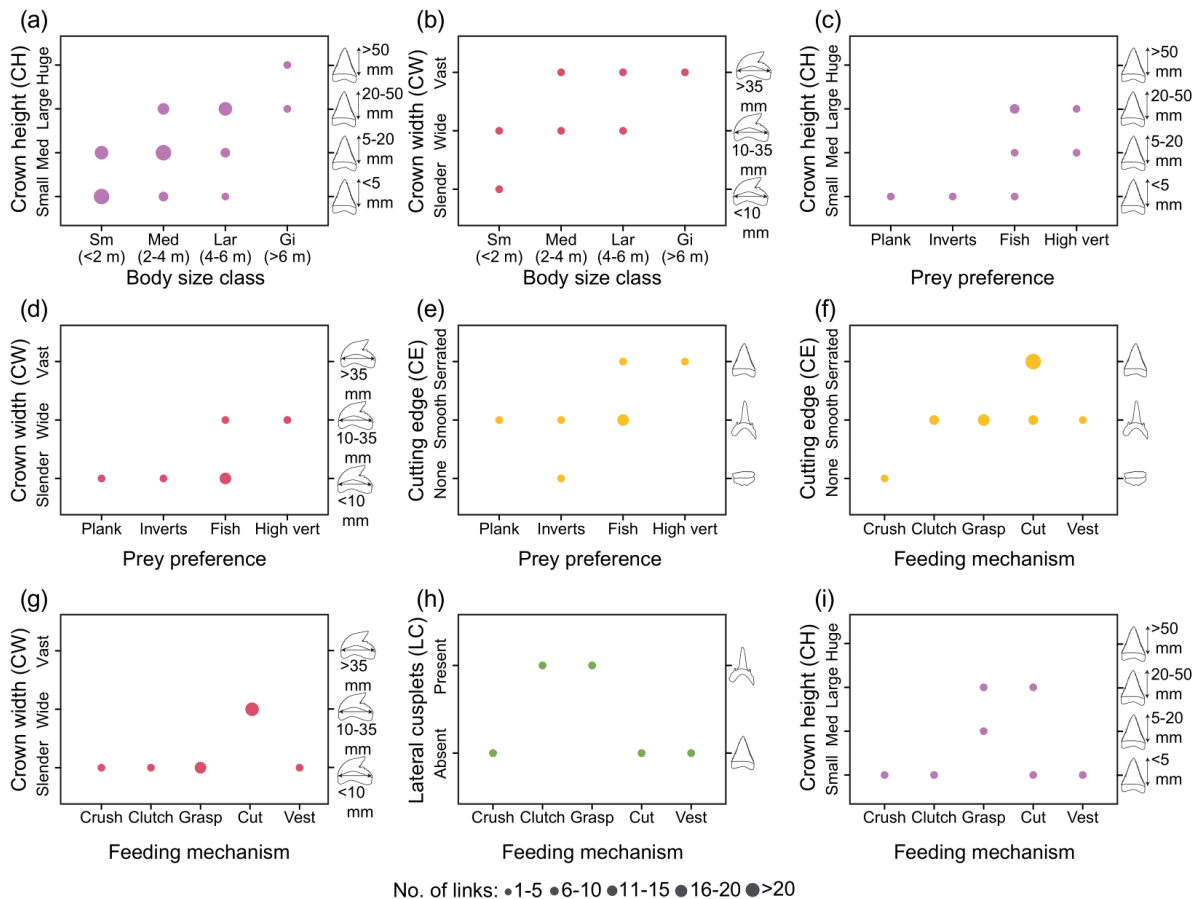 (a)
Crown height (CH)
Huge
Large
Med
Small
>50
mm
20-50
mm
5-20
mm
<5
mm
Sm Med Lar Gi
(<2 m) (2-4 m) (4-6 m) (>6 m)
Body size class
(b)
Crown width (CW)
Vast
Wide
Slender
>35
mm
10-35
mm
<10
mm
Sm Med Lar Gi
(<2 m) (2-4 m) (4-6 m) (>6 m)
Body size class
(c)
Crown height (CH)
Huge
Large
Med
Small
>50
mm
20-50
mm
5-20
mm
<5
mm
Plank Inverts Fish High vert
Prey preference
(d)
Crown width (CW)
Vast
Wide
Slender
>35
mm
10-35
mm
<10
mm
Plank Inverts Fish High vert
Prey preference
(e)
Cutting edge (CE)
Serrated
Smooth
None
Plank Inverts Fish High vert
Prey preference
(f)
Cutting edge (CE)
Serrated
Smooth
None
Crush Clutch Grasp Cut Vest
Feeding mechanism
(g)
Crown width (CW)
Vast
Wide
Slender
>35
mm
10-35
mm
<10
mm
Crush Clutch Grasp Cut Vest
Feeding mechanism
(h)
Lateral cusplets (LC)
Present
Absent
Crush Clutch Grasp Cut Vest
Feeding mechanism
(i)
Crown height (CH)
Huge
Large
Med
Small
>50
mm
20-50
mm
5-20
mm
<5
mm
Crush Clutch Grasp Cut Vest
Feeding mechanism
No. of links: 1-5 6-10 11-15 16-20 >20